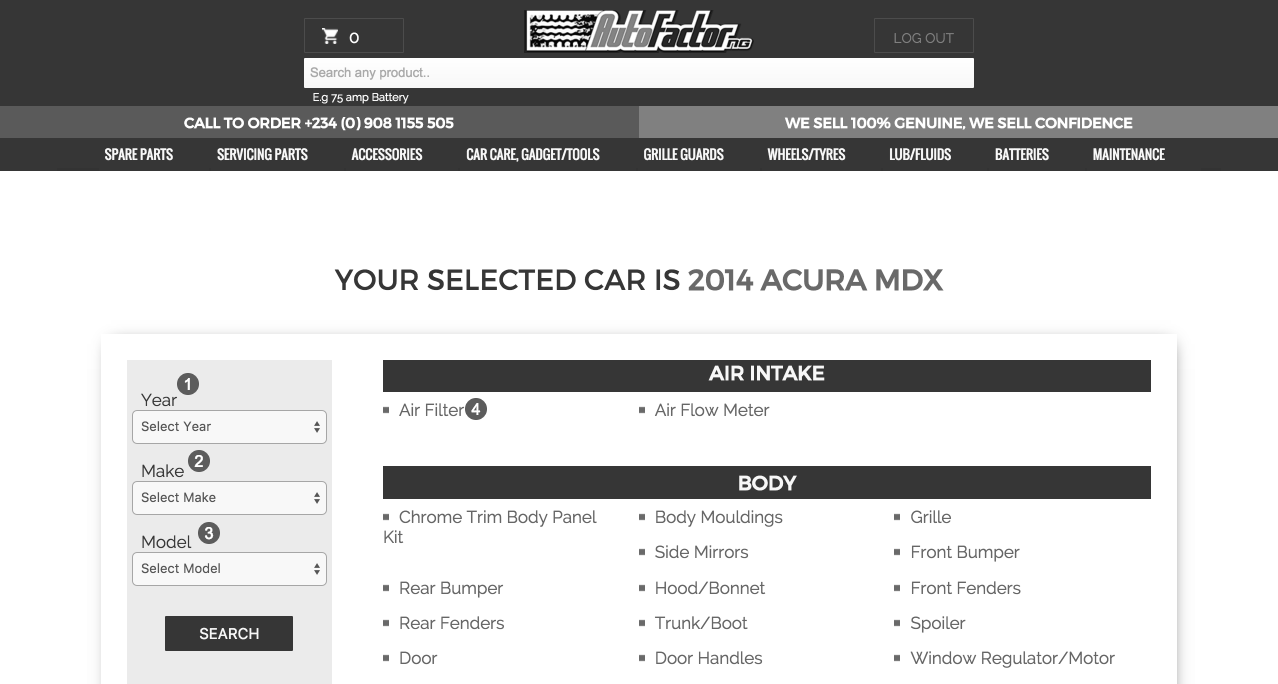 0
AutoFactorNG
LOG OUT
Search any product..
E.g 75 amp Battery
CALL TO ORDER +234 (0) 908 1155 505
WE SELL 100% GENUINE, WE SELL CONFIDENCE
SPARE PARTS SERVICING PARTS ACCESSORIES CAR CARE, GADGET/TOOLS GRILLE GUARDS WHEELS/TYRES LUB/FLUIDS BATTERIES MAINTENANCE
YOUR SELECTED CAR IS 2014 ACURA MDX
Year 1
Select Year
Make 2
Select Make
Model 3
Select Model
SEARCH
AIR INTAKE
Air Filter 4
Air Flow Meter
BODY
Chrome Trim Body Panel
Kit
Body Mouldings
Grille
Side Mirrors
Front Bumper
Rear Bumper
Hood/Bonnet
Front Fenders
Rear Fenders
Trunk/Boot
Spoiler
Door
Door Handles
Window Regulator/Motor